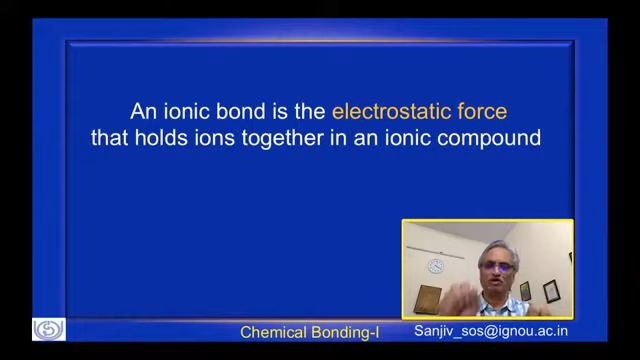 An ionic bond is the electrostatic force
that holds ions together in an ionic compound
Chemical Bonding-I
Sanjiv_sos@ignou.ac.in